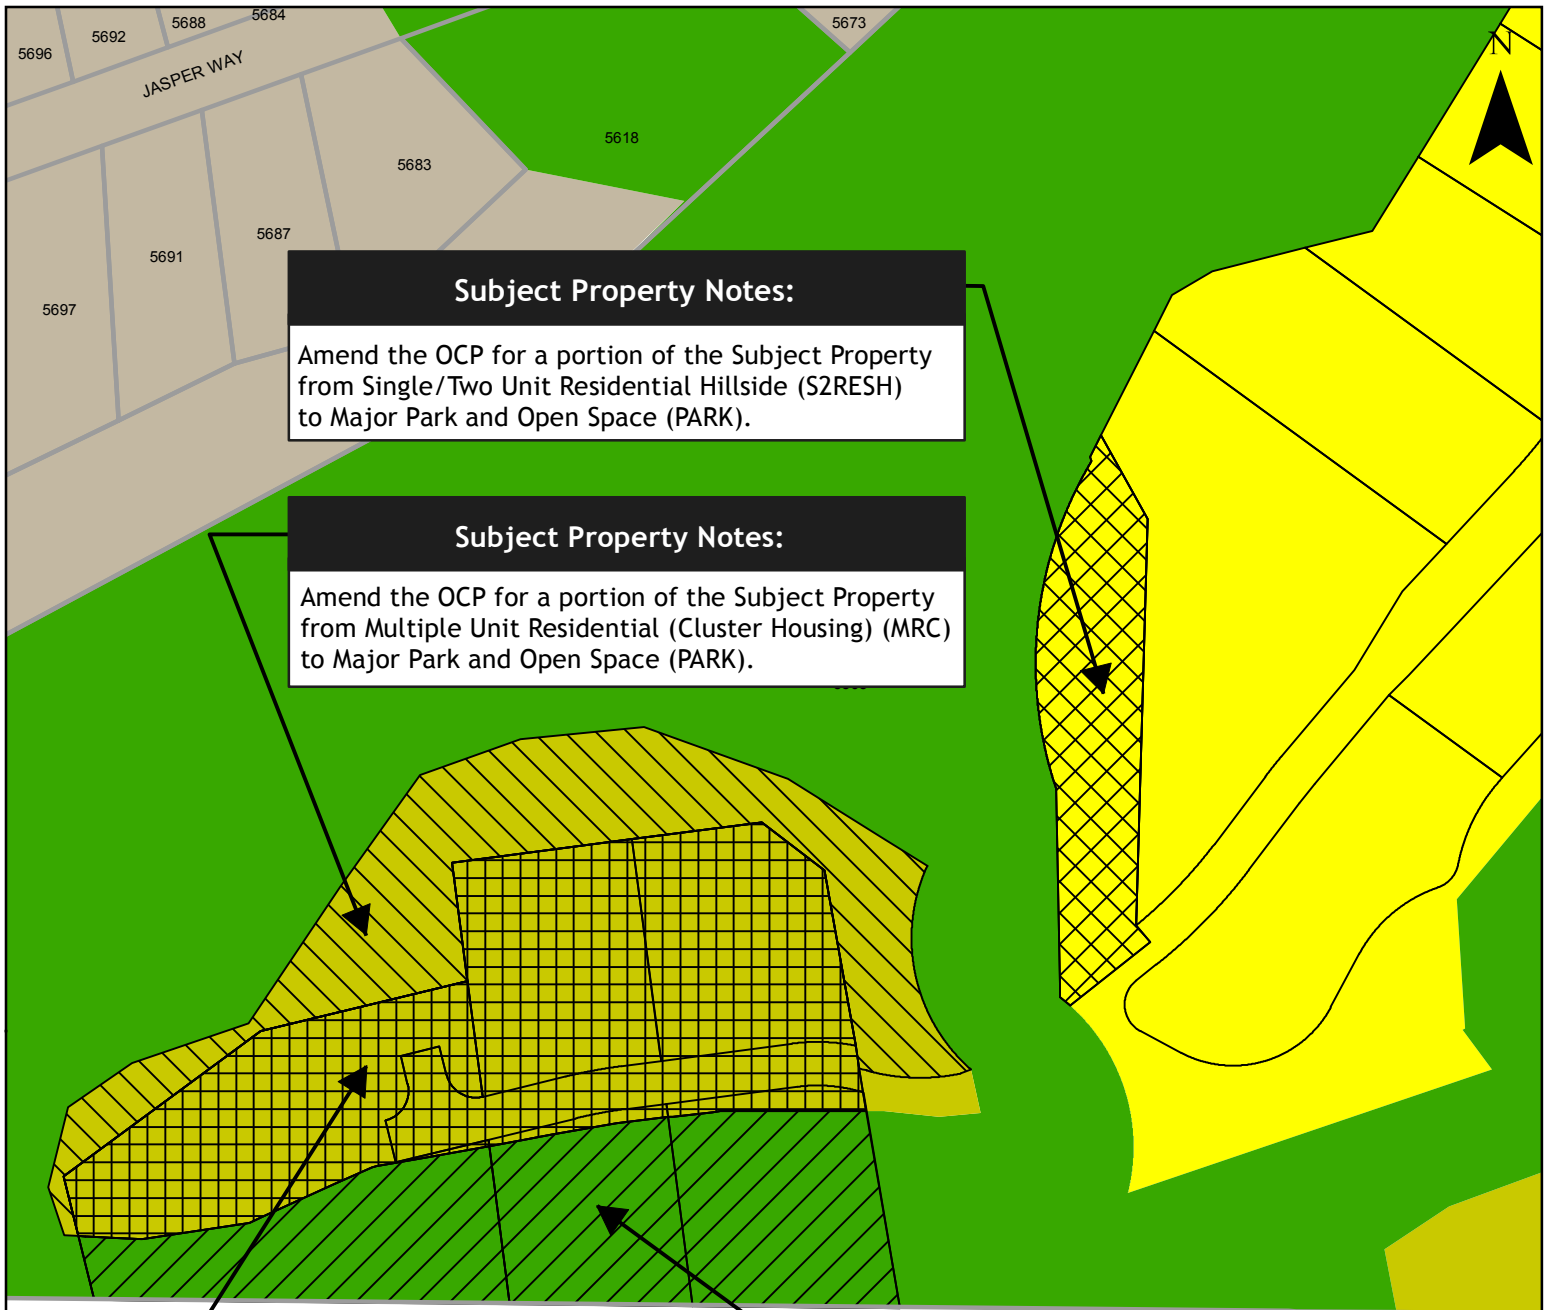 5696
5692
5688
5684
5673
N
JASPER WAY
5618
5683
5687
5691
5697
Subject Property Notes:
Amend the OCP for a portion of the Subject Property
from Single/Two Unit Residential Hillside (S2RESH)
to Major Park and Open Space (PARK).
Subject Property Notes:
Amend the OCP for a portion of the Subject Property
from Multiple Unit Residential (Cluster Housing) (MRC)
to Major Park and Open Space (PARK).